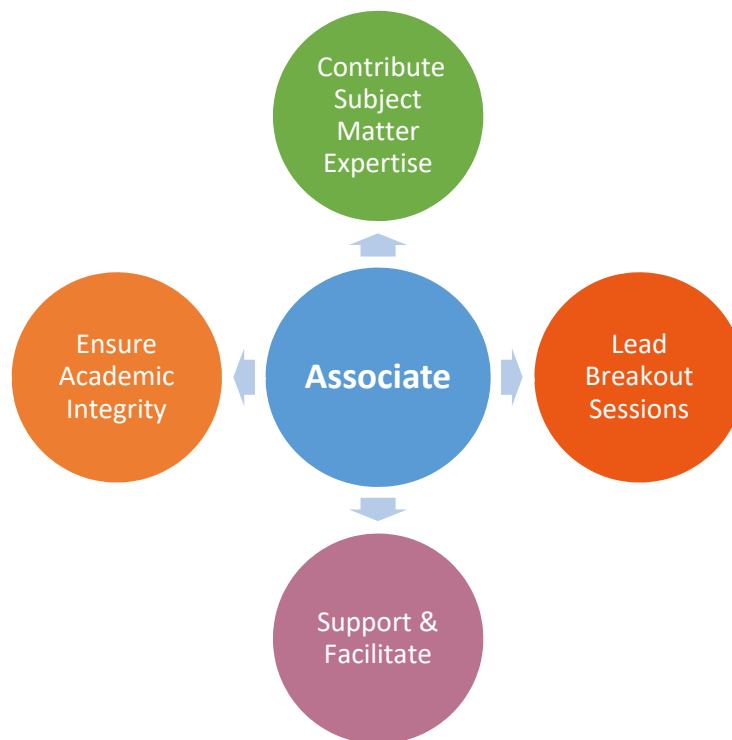 Contribute
Subject
Matter
Expertise
Ensure
Academic
Integrity
Associate
Lead
Breakout
Sessions
Support &
Facilitate